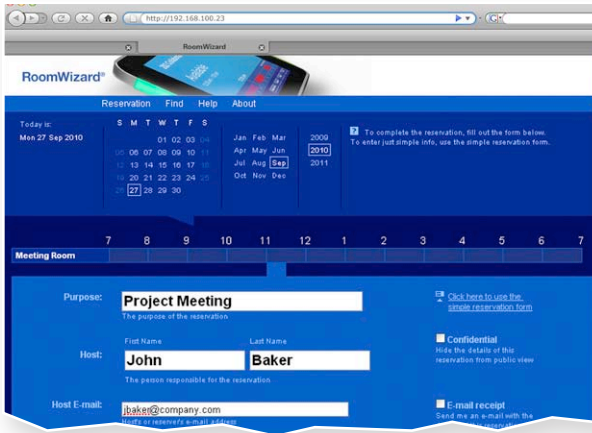 http://192.168.100.23
RoomWizard
RoomWizard®
Available
Reservation Find Help About
Today is:
Mon 27 Sep 2010
S M T W T F S
01 02 03 04
05 06 07 08 09 10 11
12 13 14 15 16 17 18
19 20 21 22 23 24 25
26 27 28 29 30
Jan Feb Mar
Apr May Jun
Jul Aug Sep
Oct Nov Dec
2009
2010
2011
? To complete the reservation, fill out the form below.
To enter just simple info, use the simple reservation form.
7 8 9 10 11 12 1 2 3 4 5 6 7
Meeting Room
Purpose:
Project Meeting
The purpose of the reservation
Click here to use the
simple reservation form
Host:
First Name Last Name
John Baker
The person responsible for the reservation
Confidential
Hide the details of this
reservation from public view
Host E-mail:
jbaker@company.com
Host's or reserver's e-mail address
E-mail receipt
Send me an e-mail with the
reservation